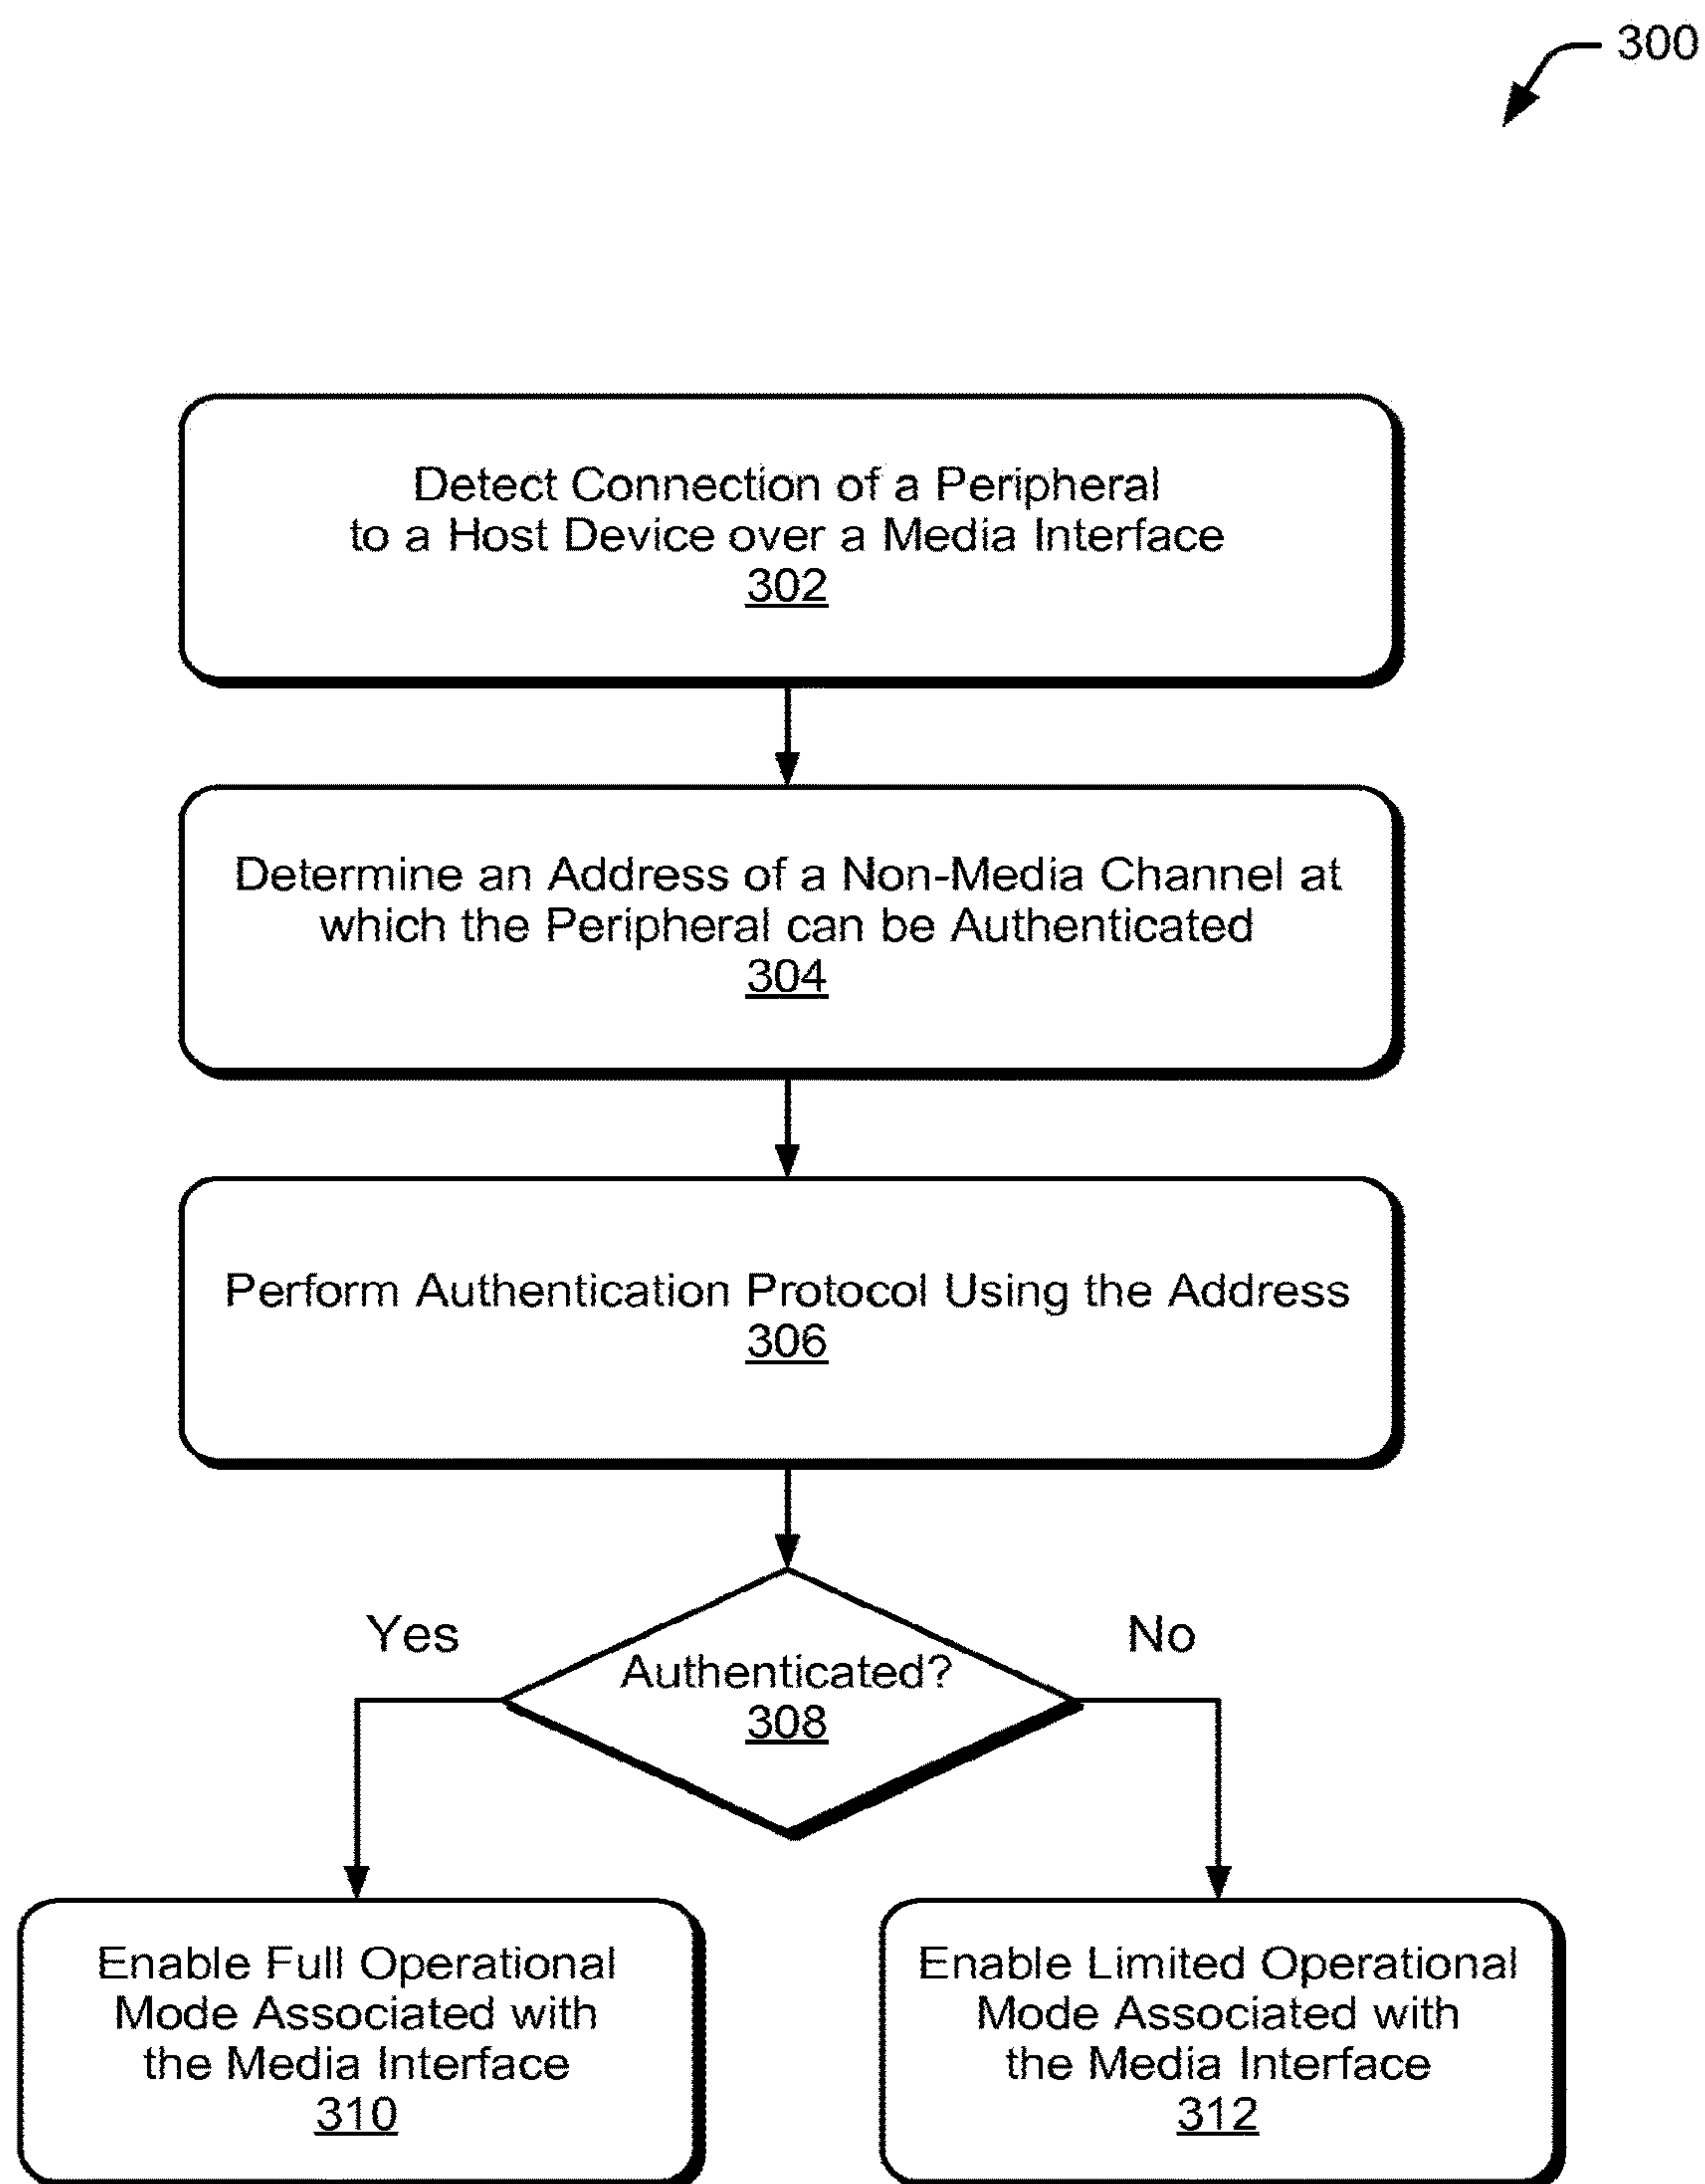 300
Detect Connection of a Peripheral
to a Host Device over a Media Interface
302
Determine an Address of a Non-Media Channel at
which the Peripheral can be Authenticated
304
Perform Authentication Protocol Using the Address
306
Yes
No
Authenticated?
308
Enable Full Operational
Mode Associated with
the Media Interface
310
Enable Limited Operational
Mode Associated with
the Media Interface
312